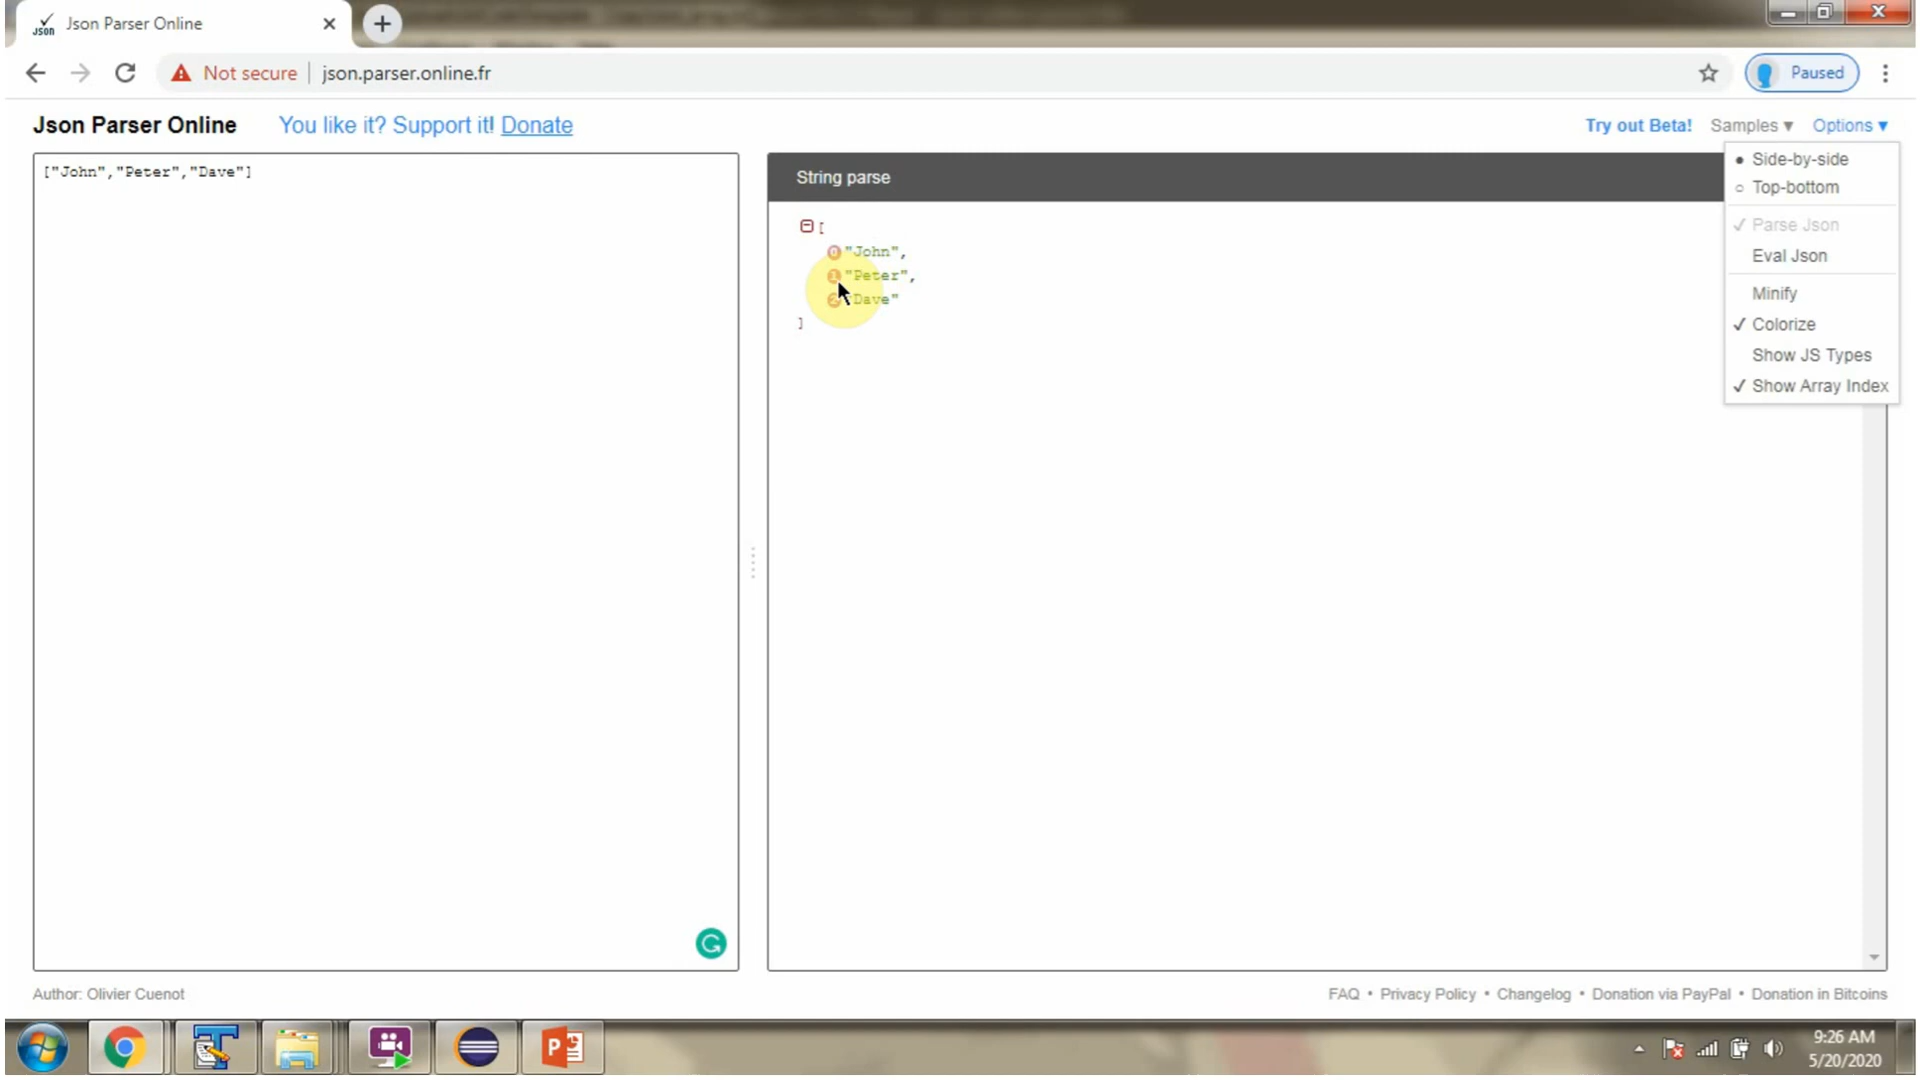 Json Parser Online
Not secure json.parser.online.fr Paused
Json Parser Online You like it? Support it! Donate Try out Beta! Samples ▼ Options ▼
["John","Peter","Dave"]
String parse
[
0 "John",
1 "Peter",
2 "Dave"
]
● Side-by-side
○ Top-bottom
✓ Parse Json
Eval Json
Minify
✓ Colorize
Show JS Types
✓ Show Array Index
Author: Olivier Cuenot FAQ • Privacy Policy • Changelog • Donation via PayPal • Donation in Bitcoins
9:26 AM
5/20/2020